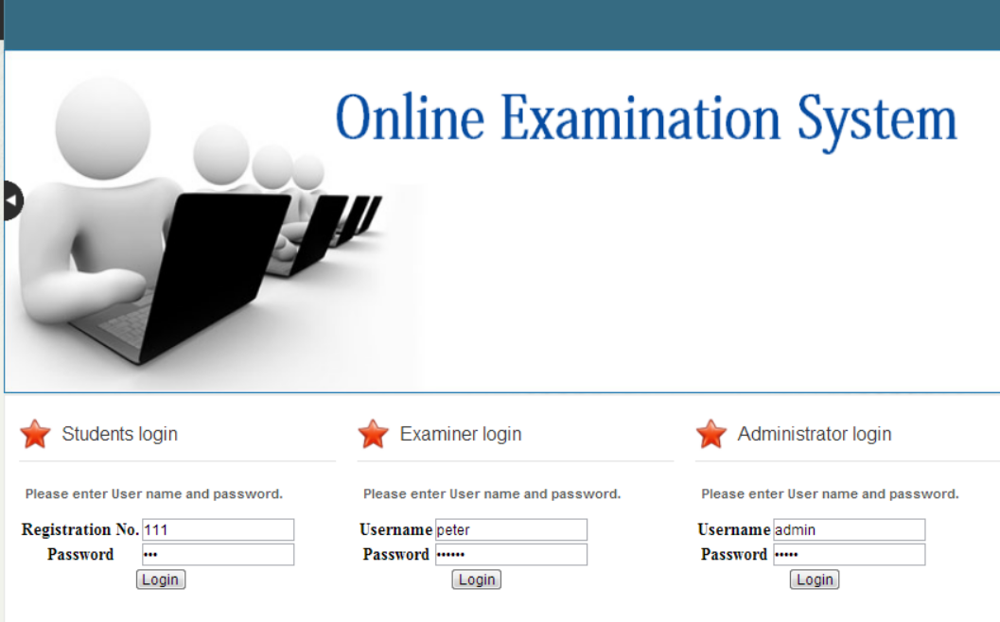 Online Examination System
Students login
Please enter User name and password.
Registration No. 111
Password •••
Login
Examiner login
Please enter User name and password.
Username peter
Password ••••••
Login
Administrator login
Please enter User name and password.
Username admin
Password •••••
Login